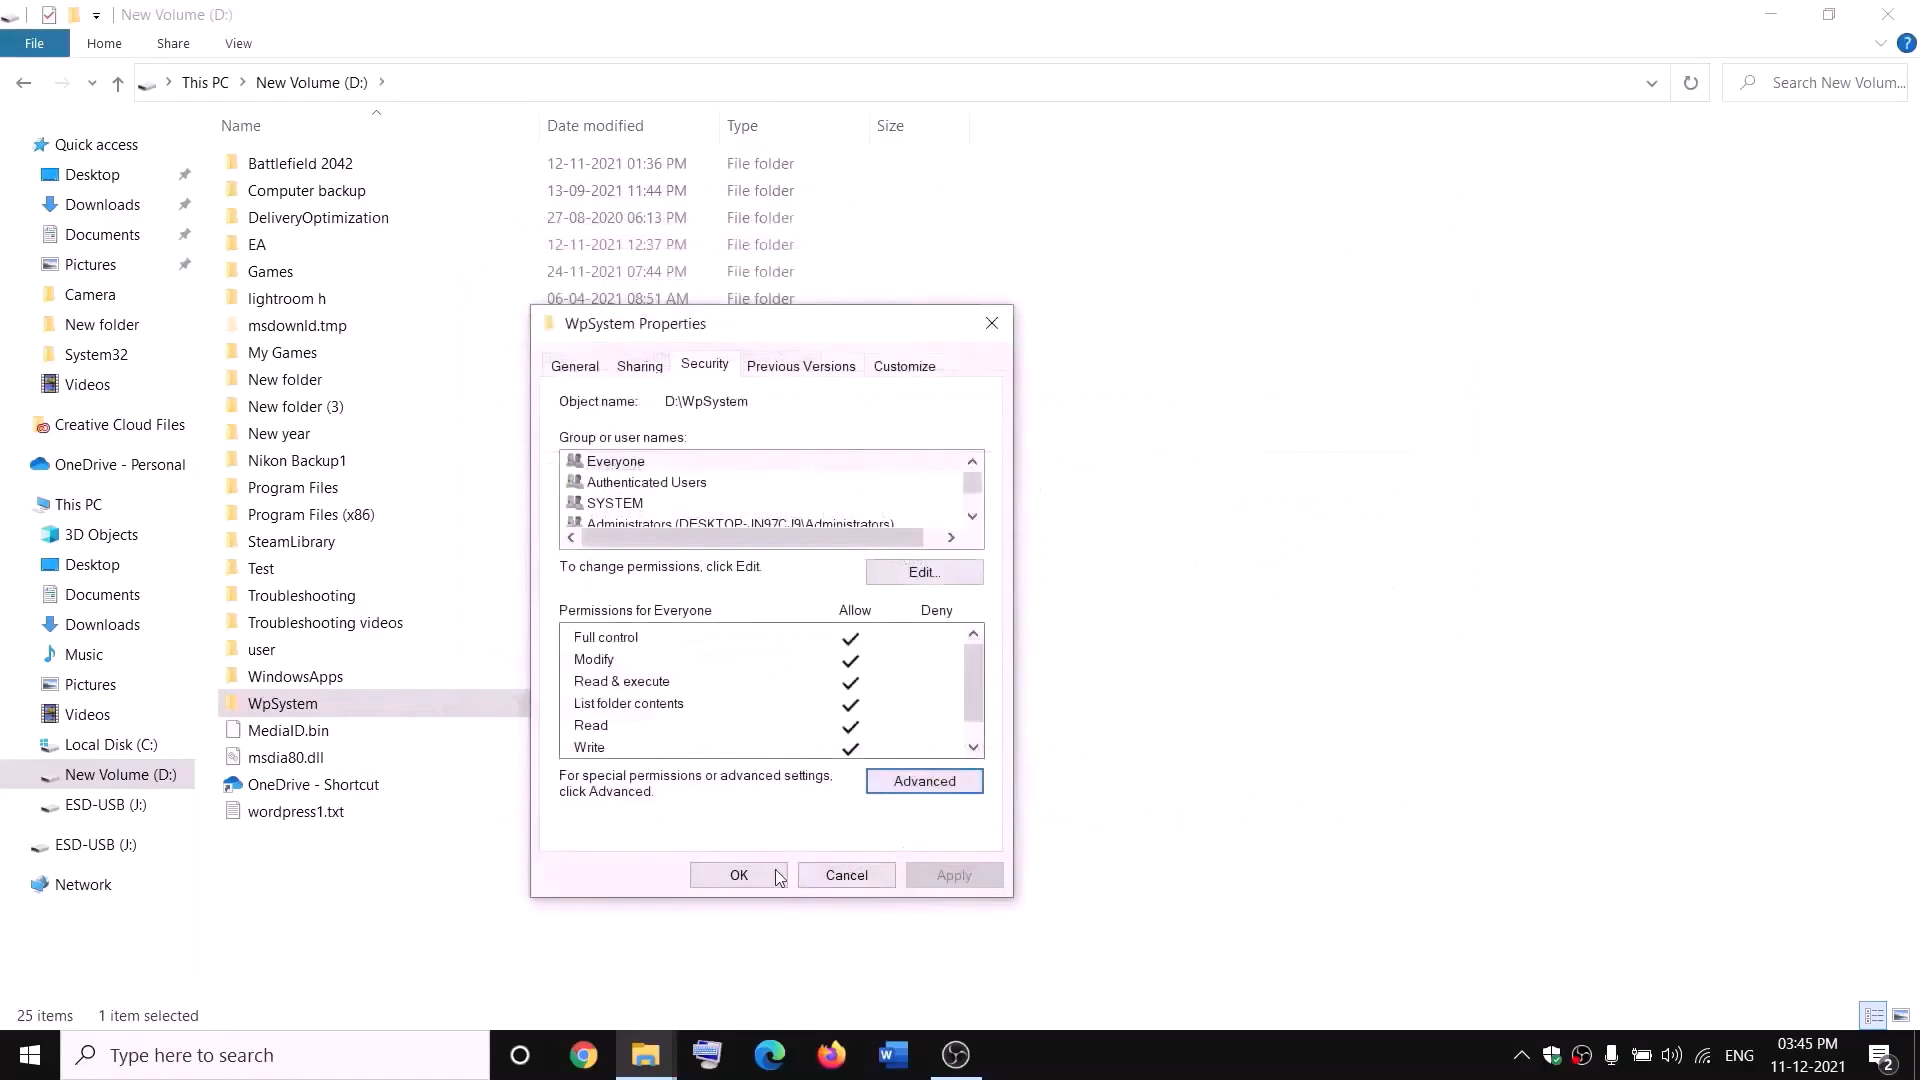 New Volume (D:)
File Home Share View
This PC New Volume (D:) Search New Volum...
Name Date modified Type Size
Quick access
Desktop
Downloads
Documents
Pictures
Camera
New folder
System32
Videos
Creative Cloud Files
OneDrive - Personal
This PC
3D Objects
Desktop
Documents
Downloads
Music
Pictures
Videos
Local Disk (C:)
New Volume (D:)
ESD-USB (J:)
ESD-USB (J:)
Network
Battlefield 2042 12-11-2021 01:36 PM File folder
Computer backup 13-09-2021 11:44 PM File folder
DeliveryOptimization 27-08-2020 06:13 PM File folder
EA 12-11-2021 12:37 PM File folder
Games 24-11-2021 07:44 PM File folder
lightroom h 06-04-2021 08:51 AM File folder
msdownld.tmp
My Games
New folder
New folder (3)
New year
Nikon Backup1
Program Files
Program Files (x86)
SteamLibrary
Test
Troubleshooting
Troubleshooting videos
user
WindowsApps
WpSystem
MediaID.bin
msdia80.dll
OneDrive - Shortcut
wordpress1.txt
WpSystem Properties
General Sharing Security Previous Versions Customize
Object name: D:\WpSystem
Group or user names:
Everyone
Authenticated Users
SYSTEM
Administrators (DESKTOP-JN97CJ9\Administrators)
To change permissions, click Edit. Edit...
Permissions for Everyone Allow Deny
Full control
Modify
Read & execute
List folder contents
Read
Write
For special permissions or advanced settings,
click Advanced.
Advanced
OK Cancel Apply
25 items 1 item selected
Type here to search
ENG
03:45 PM
11-12-2021
2